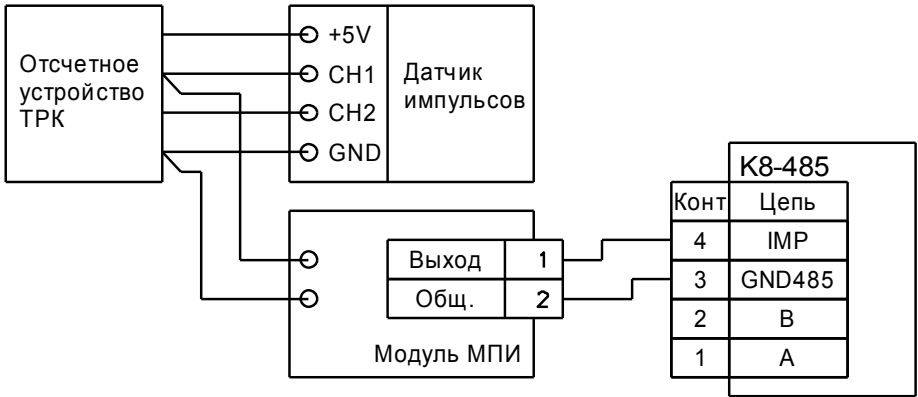 Отсчетное
устройство
ТРК
+5V
CH1
CH2
GND
Датчик
импульсов
K8-485
Конт
Цепь
4
IMP
3
GND485
2
B
1
A
Выход
1
Общ.
2
Модуль МПИ